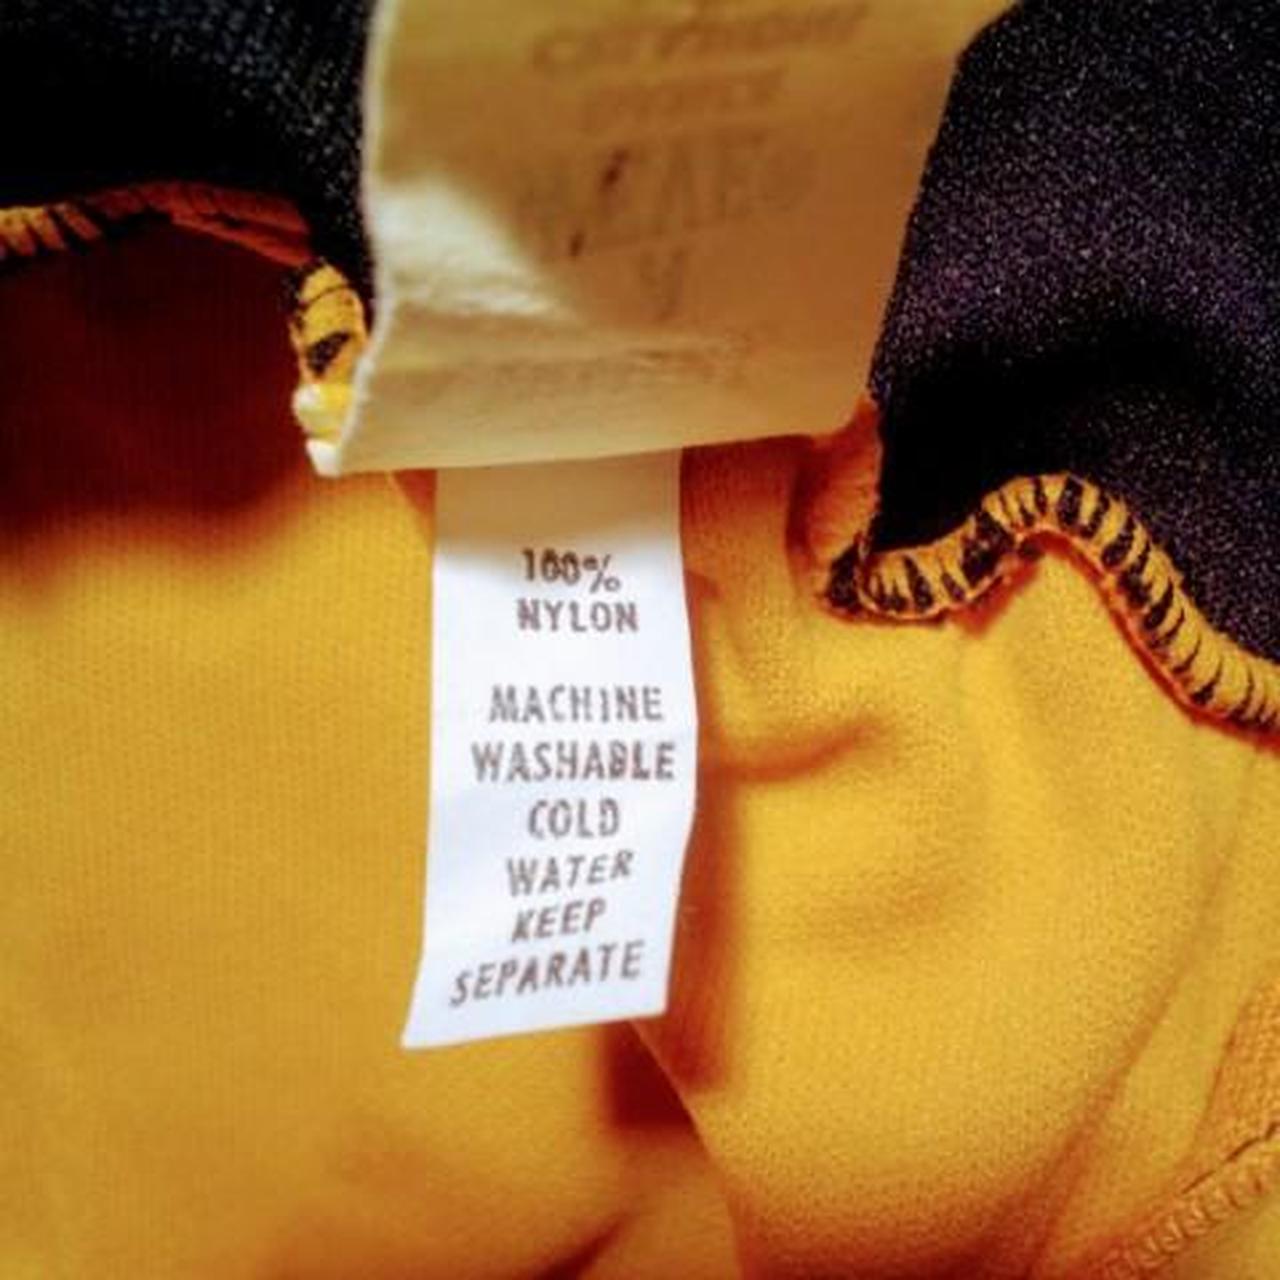 100%
NYLON
MACHINE
WASHABLE
COLD
WATER
KEEP
SEPARATE